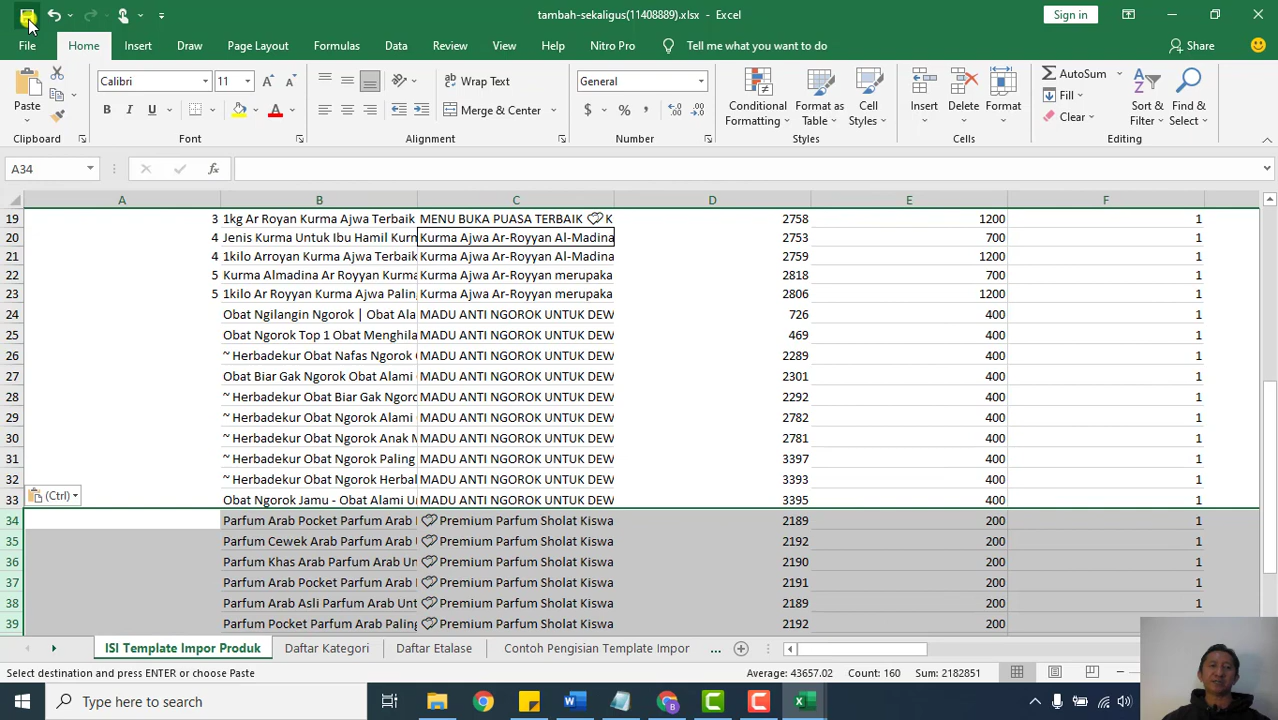 tambah-sekaligus(11408889).xlsx - Excel
Sign in
File Home Insert Draw Page Layout Formulas Data Review View Help Nitro Pro Tell me what you want to do Share
Calibri 11 Wrap Text General AutoSum
Paste Conditional Formatting Format as Table Cell Styles Insert Delete Format Fill Sort & Filter Find & Select
B I U A Merge & Center $ % , Clear
Clipboard Font Alignment Number Styles Cells Editing
A34 fx
A B C D E F
19 3 1kg Ar Royan Kurma Ajwa Terbaik MENU BUKA PUASA TERBAIK K 2758 1200 1
20 4 Jenis Kurma Untuk Ibu Hamil Kurn Kurma Ajwa Ar-Royyan Al-Madina 2753 700 1
21 4 1kilo Arroyan Kurma Ajwa Terbaik Kurma Ajwa Ar-Royyan Al-Madina 2759 1200 1
22 5 Kurma Almadina Ar Royyan Kurma Kurma Ajwa Ar-Royyan merupaka 2818 700 1
23 5 1kilo Ar Royyan Kurma Ajwa Paling Kurma Ajwa Ar-Royyan merupaka 2806 1200 1
24 Obat Ngilangin Ngorok | Obat Ala MADU ANTI NGOROK UNTUK DEW 726 400 1
25 Obat Ngorok Top 1 Obat Menghila MADU ANTI NGOROK UNTUK DEW 469 400 1
26 ~ Herbadekur Obat Nafas Ngorok MADU ANTI NGOROK UNTUK DEW 2289 400 1
27 Obat Biar Gak Ngorok Obat Alami MADU ANTI NGOROK UNTUK DEW 2301 400 1
28 ~ Herbadekur Obat Biar Gak Ngoro MADU ANTI NGOROK UNTUK DEW 2292 400 1
29 ~ Herbadekur Obat Ngorok Alami MADU ANTI NGOROK UNTUK DEW 2782 400 1
30 ~ Herbadekur Obat Ngorok Anak M MADU ANTI NGOROK UNTUK DEW 2781 400 1
31 ~ Herbadekur Obat Ngorok Paling MADU ANTI NGOROK UNTUK DEW 3397 400 1
32 ~ Herbadekur Obat Ngorok Herbal MADU ANTI NGOROK UNTUK DEW 3393 400 1
33 (Ctrl) Obat Ngorok Jamu - Obat Alami Un MADU ANTI NGOROK UNTUK DEW 3395 400 1
34 Parfum Arab Pocket Parfum Arab Premium Parfum Sholat Kiswa 2189 200 1
35 Parfum Cewek Arab Parfum Arab Premium Parfum Sholat Kiswa 2192 200 1
36 Parfum Khas Arab Parfum Arab Un Premium Parfum Sholat Kiswa 2190 200 1
37 Parfum Arab Pocket Parfum Arab Premium Parfum Sholat Kiswa 2191 200 1
38 Parfum Arab Asli Parfum Arab Unt Premium Parfum Sholat Kiswa 2189 200 1
39 Parfum Pocket Parfum Arab Paling Premium Parfum Sholat Kiswa 2192 200
ISI Template Impor Produk Daftar Kategori Daftar Etalase Contoh Pengisian Template Impor ...
Select destination and press ENTER or choose Paste Average: 43657.02 Count: 160 Sum: 2182851
Type here to search